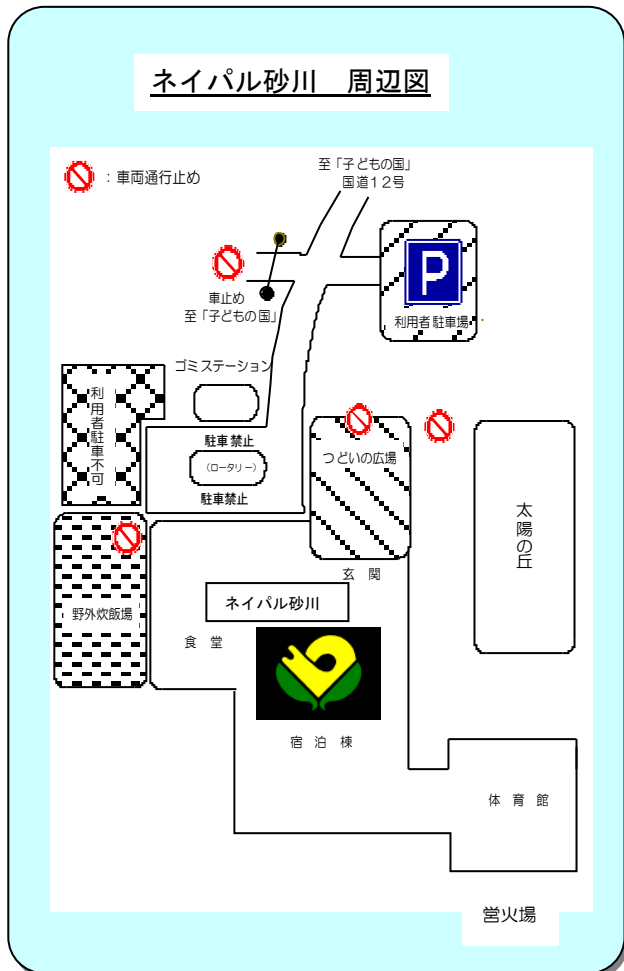 ネイパル砂川　周辺図
：車両通行止め
至「子どもの国」
国道１２号
車止め
至「子どもの国」
P
利用者駐車場
ゴミステーション
利用者駐車不可
駐車禁止
（ロータリー）
駐車禁止
つどいの広場
太陽の丘
玄　関
野外炊飯場
ネイパル砂川
食　堂
宿　泊　棟
体　育　館
営火場